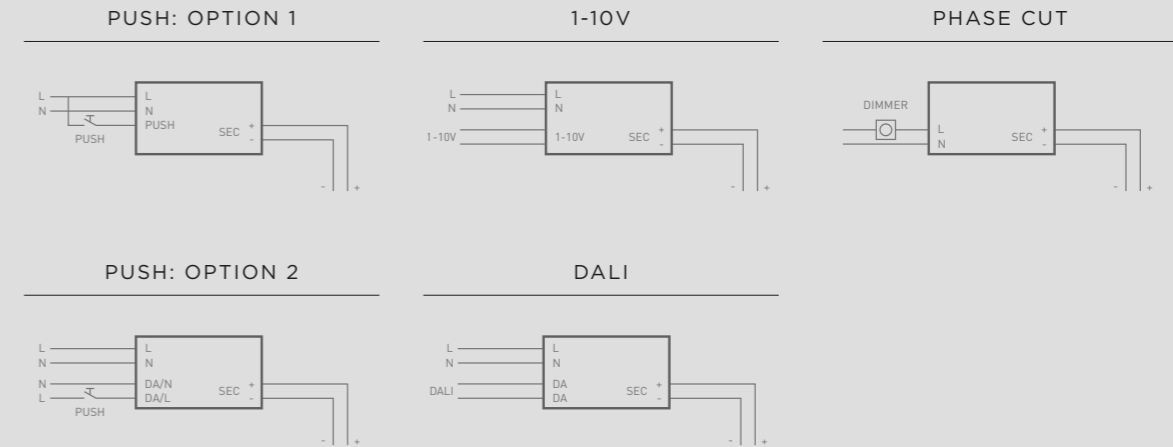 PUSH: OPTION 1
L
L
N
N
PUSH
PUSH
SEC
+
-
-
+
1-10V
L
L
N
N
1-10V
1-10V
SEC
+
-
-
+
PHASE CUT
DIMMER
L
N
SEC
+
-
-
+
PUSH: OPTION 2
L
L
N
N
N
DA/N
L
DA/L
PUSH
SEC
+
-
-
+
DALI
L
L
N
N
DALI
DA
DA
SEC
+
-
-
+